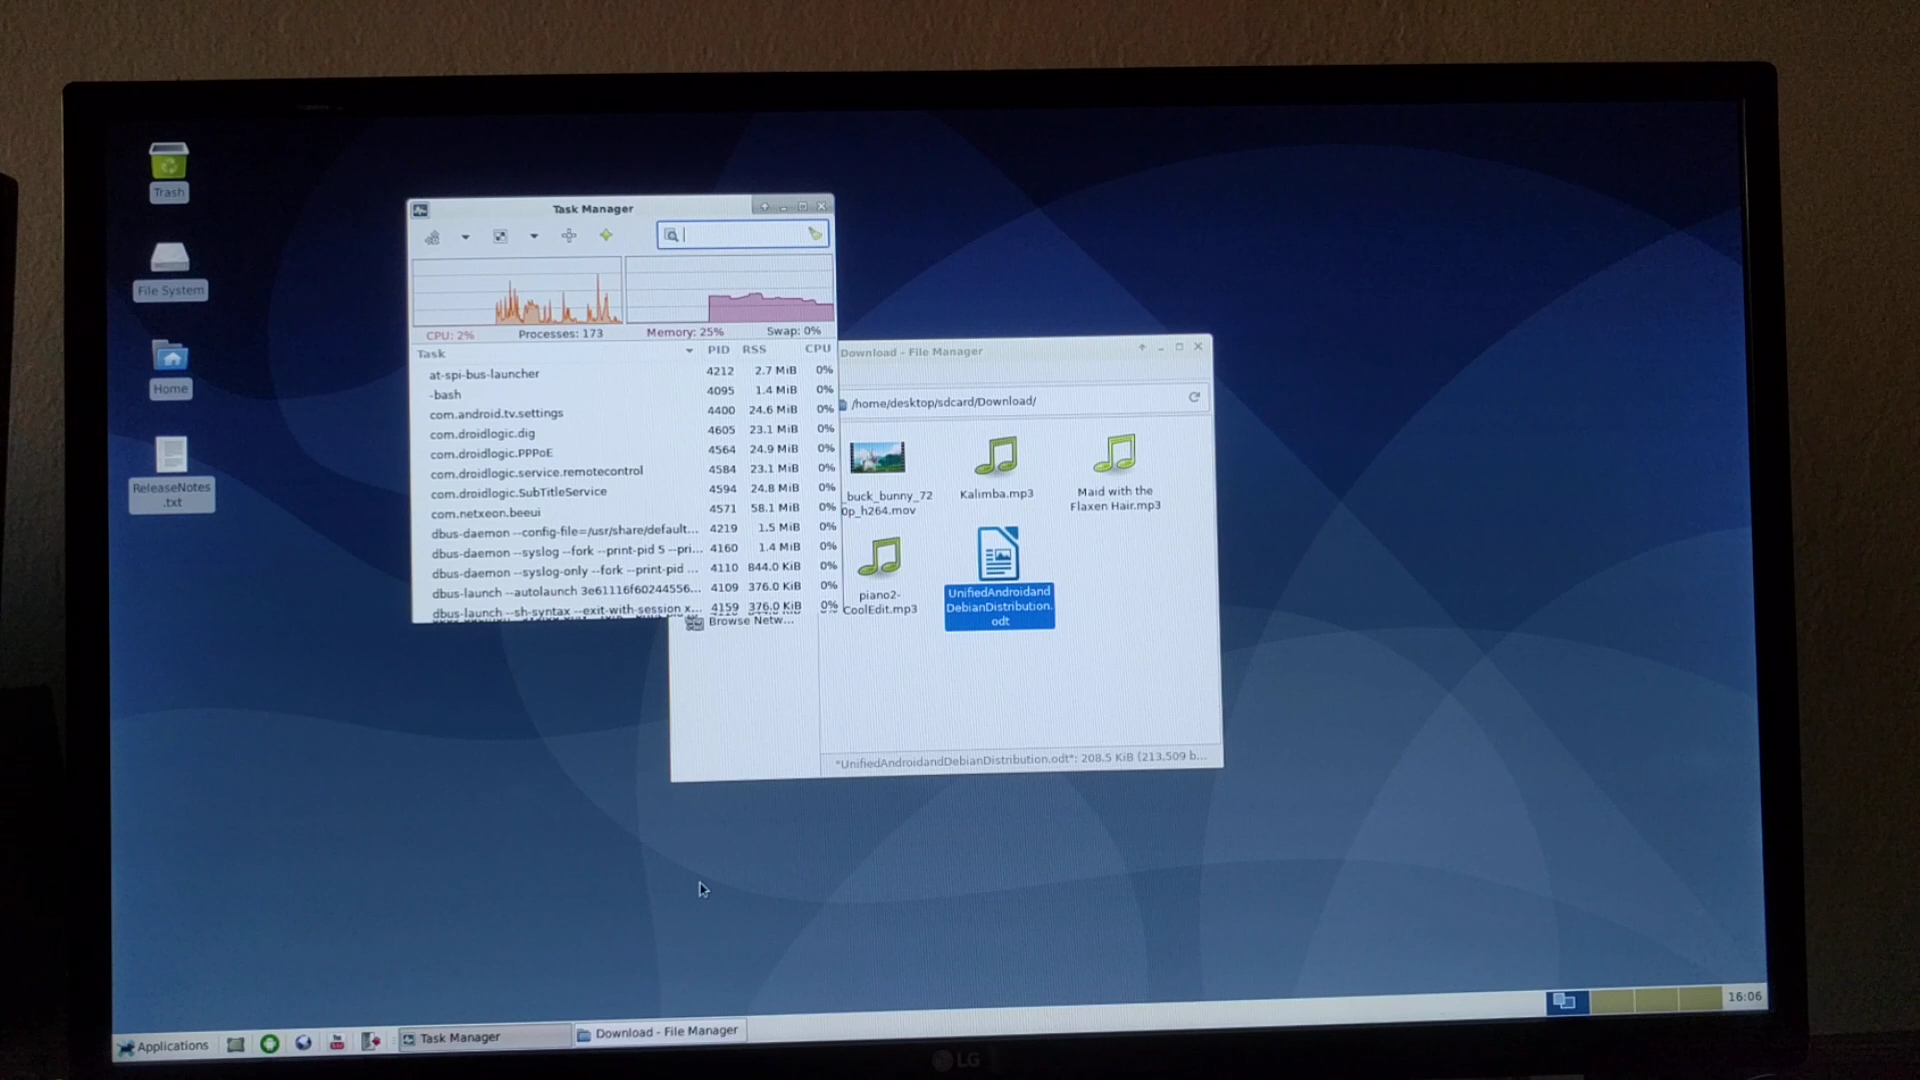 Trash
File System
Home
ReleaseNotes
.txt
Task Manager
CPU: 2%
Processes: 173
Memory: 25%
Swap: 0%
Task PID RSS CPU
at-spi-bus-launcher 4212 2.7 MiB 0%
-bash 4095 1.4 MiB 0%
com.android.tv.settings 4400 24.6 MiB 0%
com.droidlogic.dig 4605 23.1 MiB 0%
com.droidlogic.PPPoE 4564 24.9 MiB 0%
com.droidlogic.service.remotecontrol 4584 23.1 MiB 0%
com.droidlogic.SubTitleService 4594 24.8 MiB 0%
com.netxeon.beeui 4571 58.1 MiB 0%
dbus-daemon --config-file=/usr/share/default... 4219 1.5 MiB 0%
dbus-daemon --syslog --fork --print-pid 5 --pri... 4160 1.4 MiB 0%
dbus-daemon --syslog-only --fork --print-pid ... 4110 844.0 KiB 0%
dbus-launch --autolaunch 3e61116f60244556... 4109 376.0 KiB 0%
dbus-launch --sh-syntax --exit-with-session x... 4159 376.0 KiB 0%
Download - File Manager
/home/desktop/sdcard/Download/
_buck_bunny_72
0p_h264.mov
Kalimba.mp3
Maid with the
Flaxen Hair.mp3
piano2-
CoolEdit.mp3
UnifiedAndroidand
DebianDistribution.
odt
Browse Netw...
"UnifiedAndroidandDebianDistribution.odt": 208.5 KiB (213,509 b...
Applications
Task Manager
Download - File Manager
16:06
LG